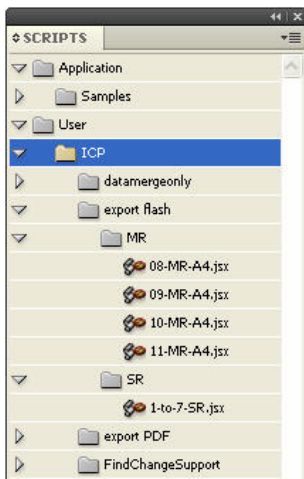 SCRIPTS
Application
Samples
User
ICP
datamergeonly
export flash
MR
08-MR-A4.jsx
09-MR-A4.jsx
10-MR-A4.jsx
11-MR-A4.jsx
SR
1-to-7-SR.jsx
export PDF
FindChangeSupport